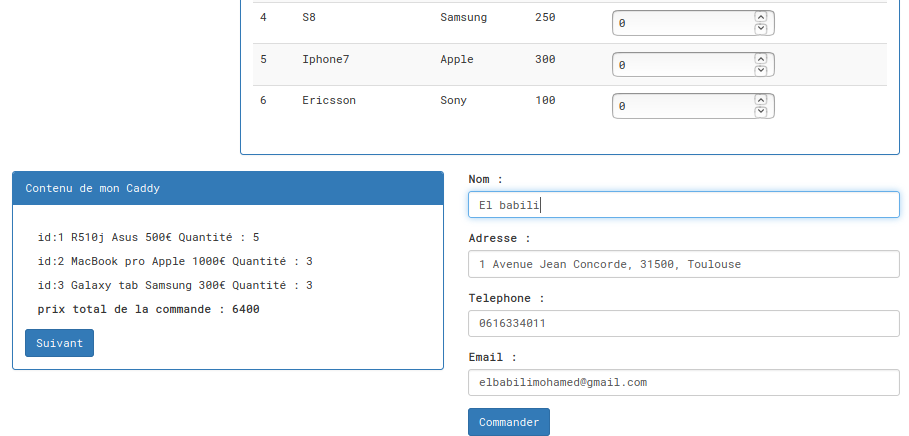 4 S8 Samsung 250 0
5 Iphone7 Apple 300 0
6 Ericsson Sony 100 0
Contenu de mon Caddy
id:1 R510j Asus 500€ Quantité : 5
id:2 MacBook pro Apple 1000€ Quantité : 3
id:3 Galaxy tab Samsung 300€ Quantité : 3
prix total de la commande : 6400
Suivant
Nom :
El babili
Adresse :
1 Avenue Jean Concorde, 31500, Toulouse
Telephone :
0616334011
Email :
elbabilimohamed@gmail.com
Commander